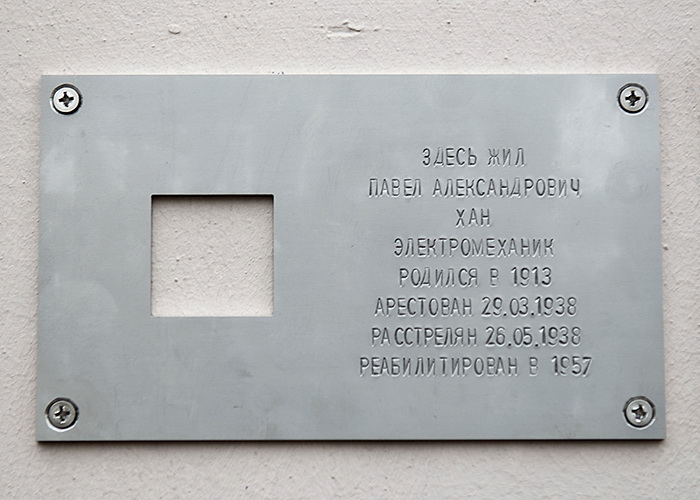 ЗДЕСЬ ЖИЛ
ПАВЕЛ АЛЕКСАНДРОВИЧ
ХАН
ЭЛЕКТРОМЕХАНИК
РОДИЛСЯ В 1913
АРЕСТОВАН 29.03.1938
РАССТРЕЛЯН 26.05.1938
РЕАБИЛИТИРОВАН В 1957